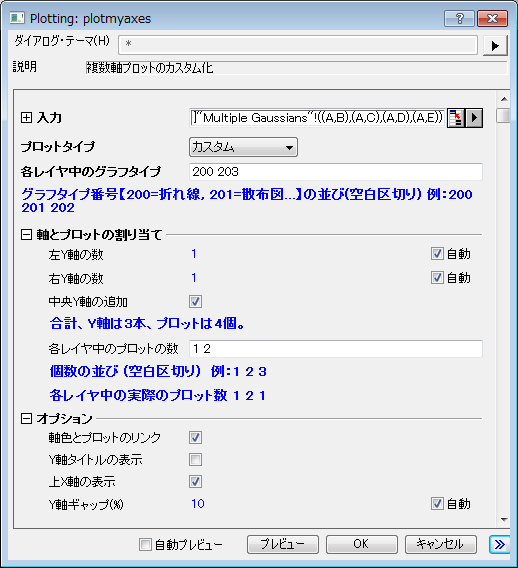 Plotting: plotmyaxes
ダイアログ・テーマ(H) *
説明 複数軸プロットのカスタム化
入力 ]"Multiple Gaussians"!((A,B),(A,C),(A,D),(A,E))
プロットタイプ カスタム
各レイヤ中のグラフタイプ 200 203
グラフタイプ番号【200=折れ線, 201=散布図...】の並び(空白区切り) 例：200
201 202
軸とプロットの割り当て
左Y軸の数 1 自動
右Y軸の数 1 自動
中央Y軸の追加
合計、Y軸は3本、プロットは4個。
各レイヤ中のプロットの数 1 2
個数の並び (空白区切り) 例：1 2 3
各レイヤ中の実際のプロット数 1 2 1
オプション
軸色とプロットのリンク
Y軸タイトルの表示
上X軸の表示
Y軸ギャップ(%) 10 自動
自動プレビュー プレビュー OK キャンセル